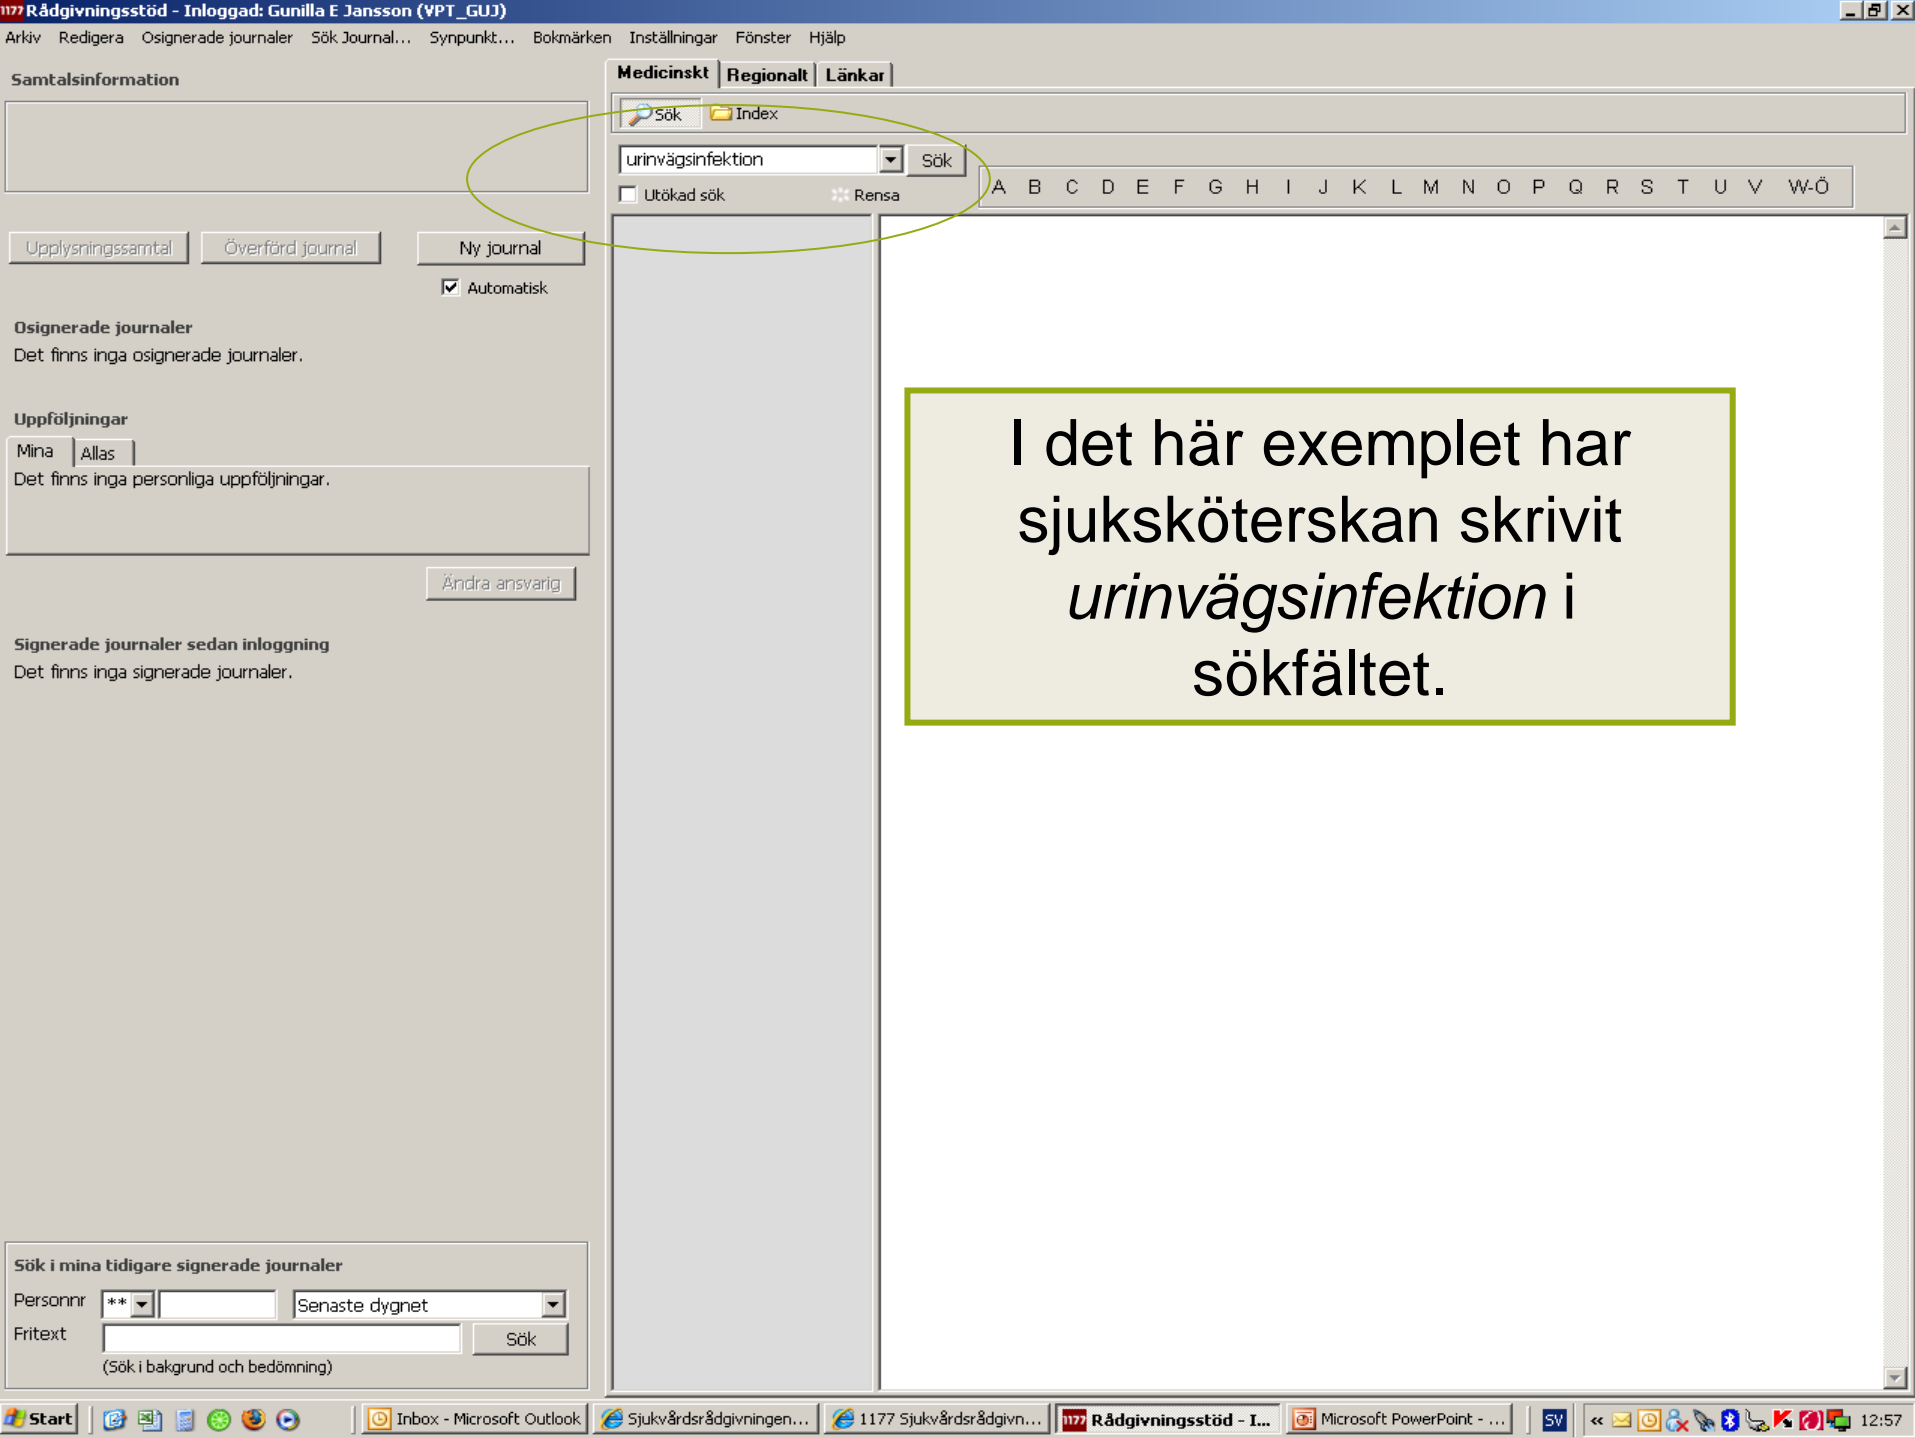 1177 Rådgivningsstöd - Inloggad: Gunilla E Jansson (VPT_GUJ)
Arkiv Redigera Osignerade journaler Sök Journal... Synpunkt... Bokmärken Inställningar Fönster Hjälp
Samtalsinformation
Upplysningssamtal Överförd journal Ny journal
Automatisk
Osignerade journaler
Det finns inga osignerade journaler.
Uppföljningar
Mina Allas
Det finns inga personliga uppföljningar.
Ändra ansvarig
Signerade journaler sedan inloggning
Det finns inga signerade journaler.
Sök i mina tidigare signerade journaler
Personnr ** Senaste dygnet
Fritext Sök
(Sök i bakgrund och bedömning)
Medicinskt Regionalt Länkar
Sök Index
urinvägsinfektion Sök
Utökad sök Rensa
A B C D E F G H I J K L M N O P Q R S T U V W-Ö
I det här exemplet har
sjuksköterskan skrivit
urinvägsinfektion i
sökfältet.
Start Inbox - Microsoft Outlook Sjukvårdsrådgivningen... 1177 Sjukvårdsrådgivn... 1177 Rådgivningsstöd - I... Microsoft PowerPoint - ... SV « 12:57